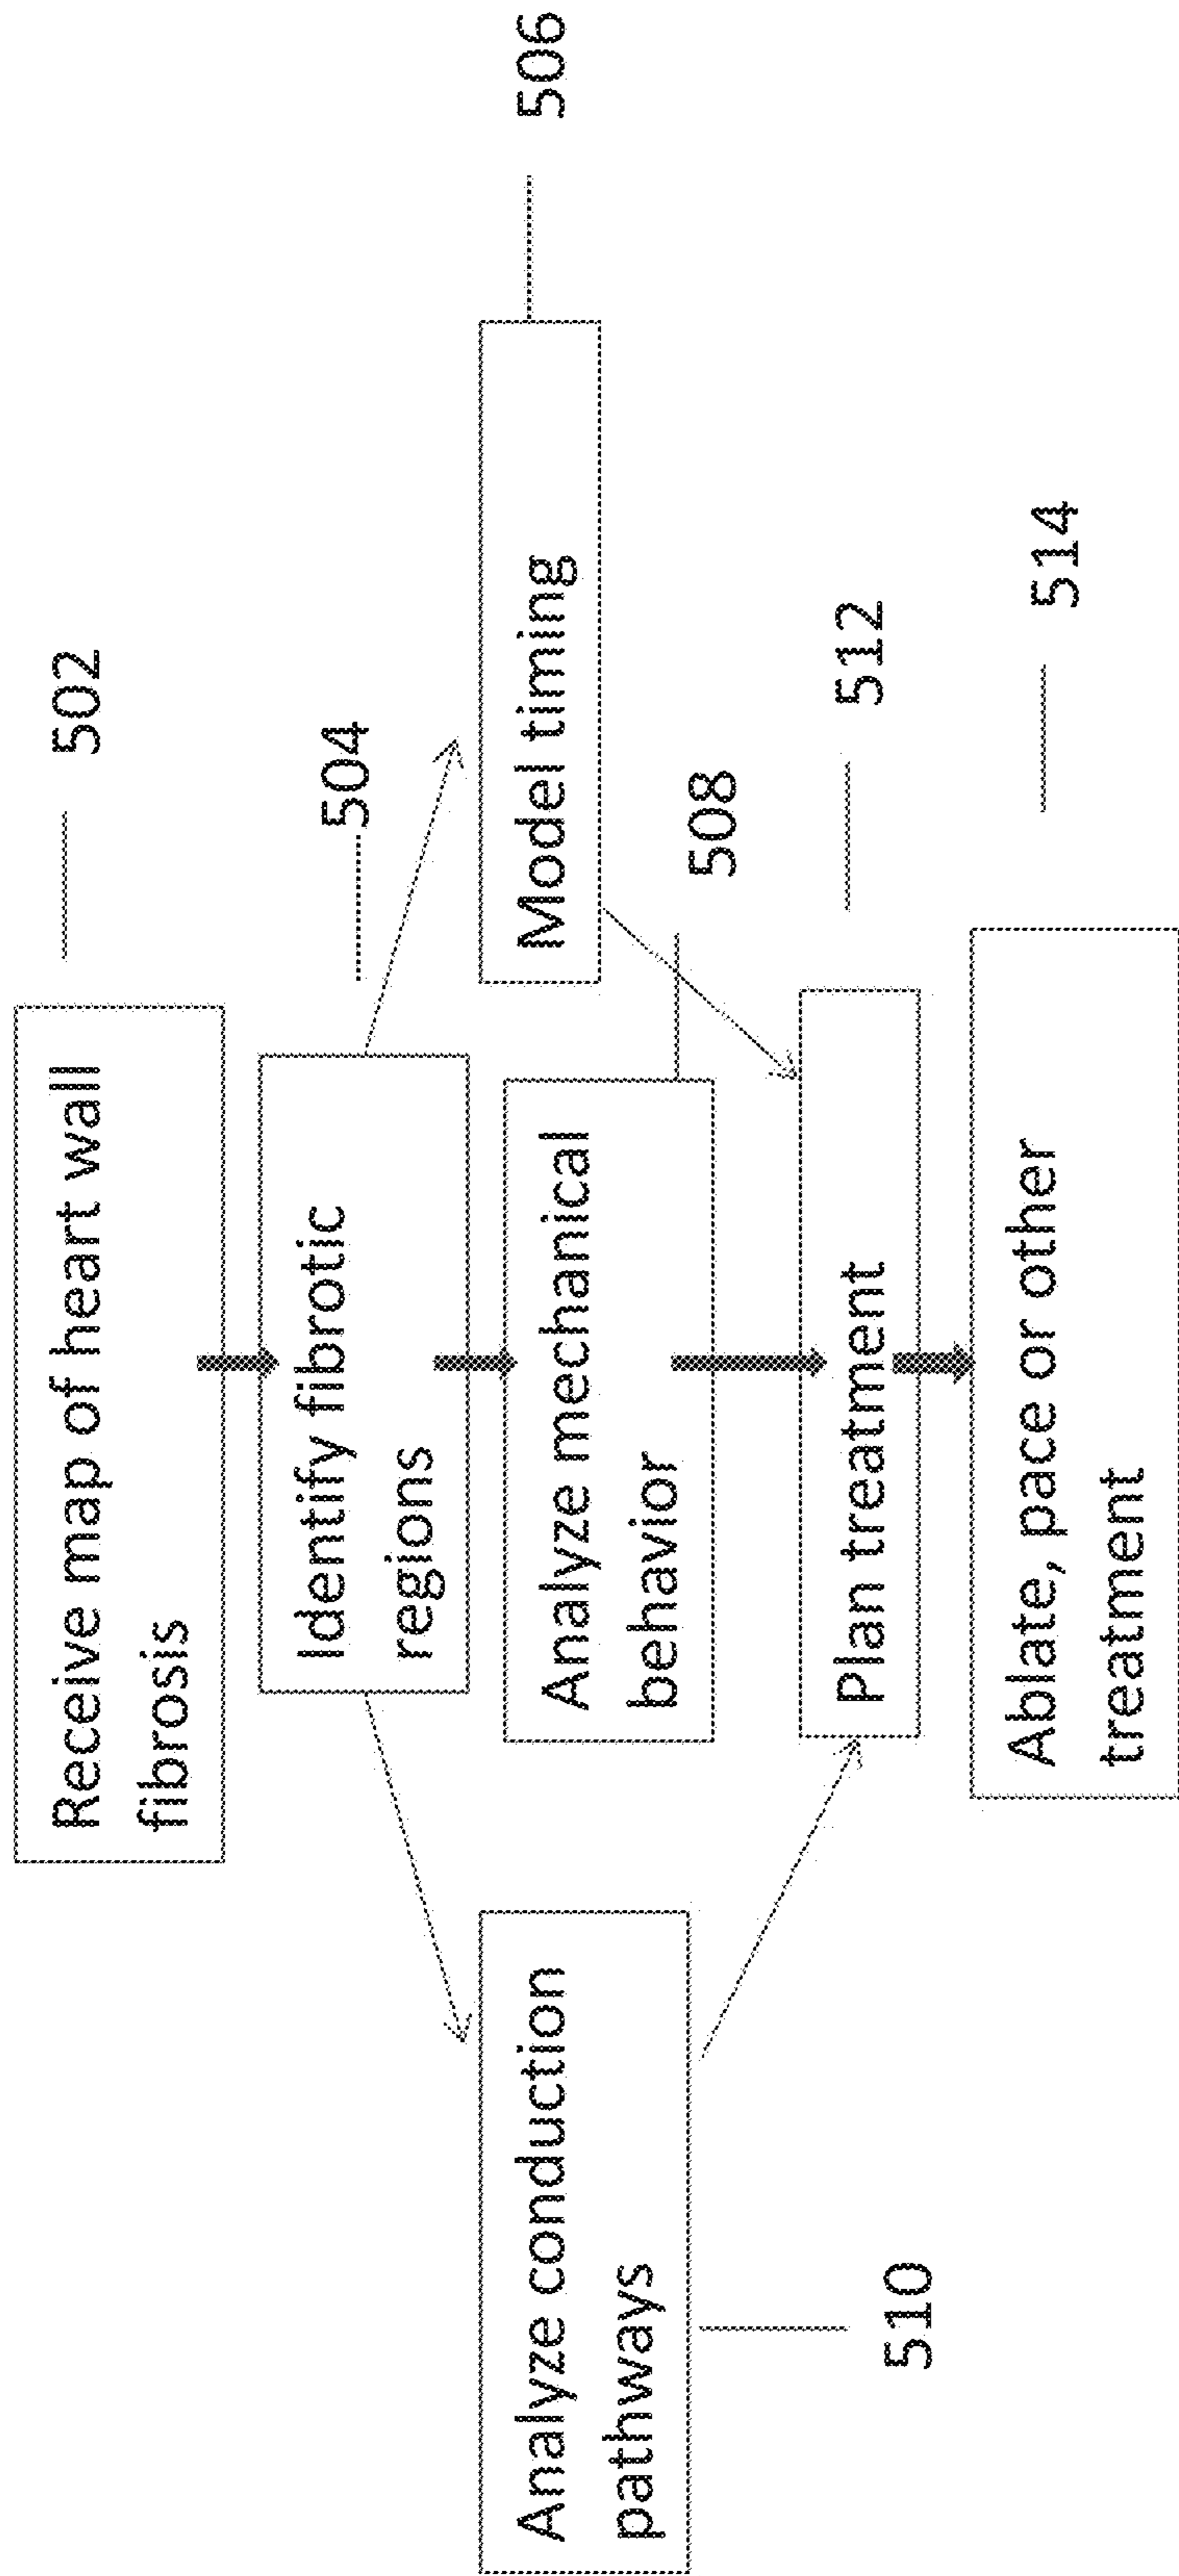 Receive map of heart wall
fibrosis
502
Identify fibrotic
regions
504
Model timing
506
Analyze mechanical
behavior
508
Analyze conduction
pathways
510
Plan treatment
512
Ablate, pace or other
treatment
514